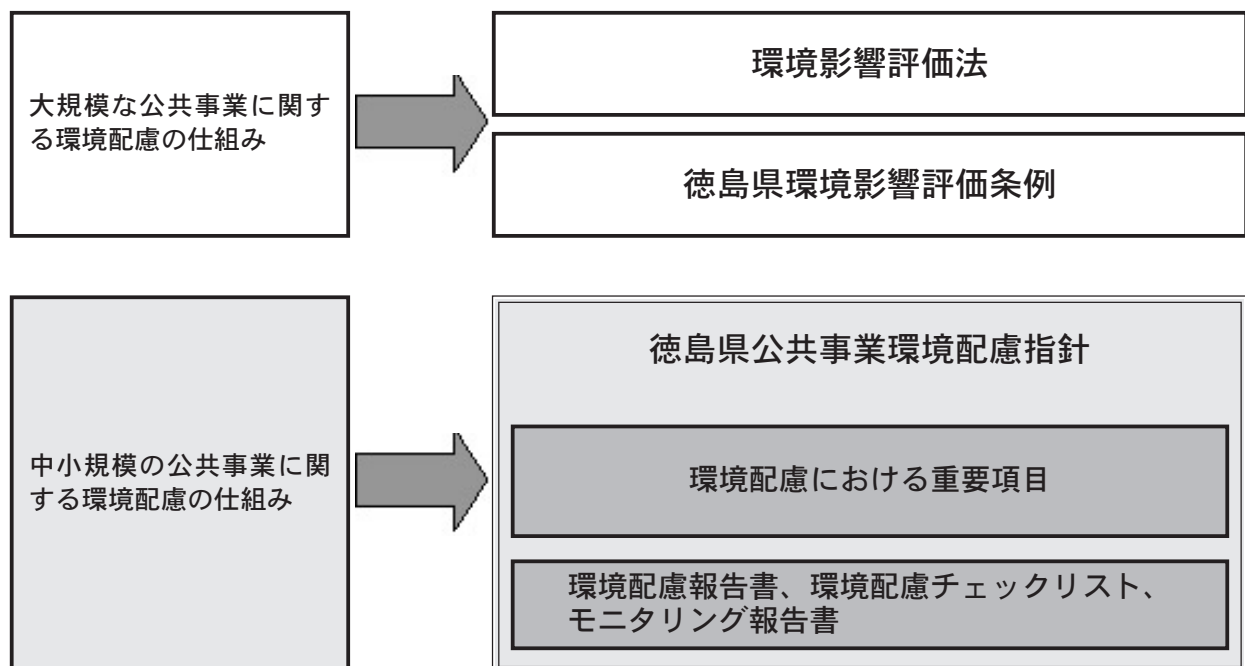 大規模な公共事業に関す
る環境配慮の仕組み
環境影響評価法
徳島県環境影響評価条例
中小規模の公共事業に関
する環境配慮の仕組み
徳島県公共事業環境配慮指針
環境配慮における重要項目
環境配慮報告書、環境配慮チェックリスト、
モニタリング報告書